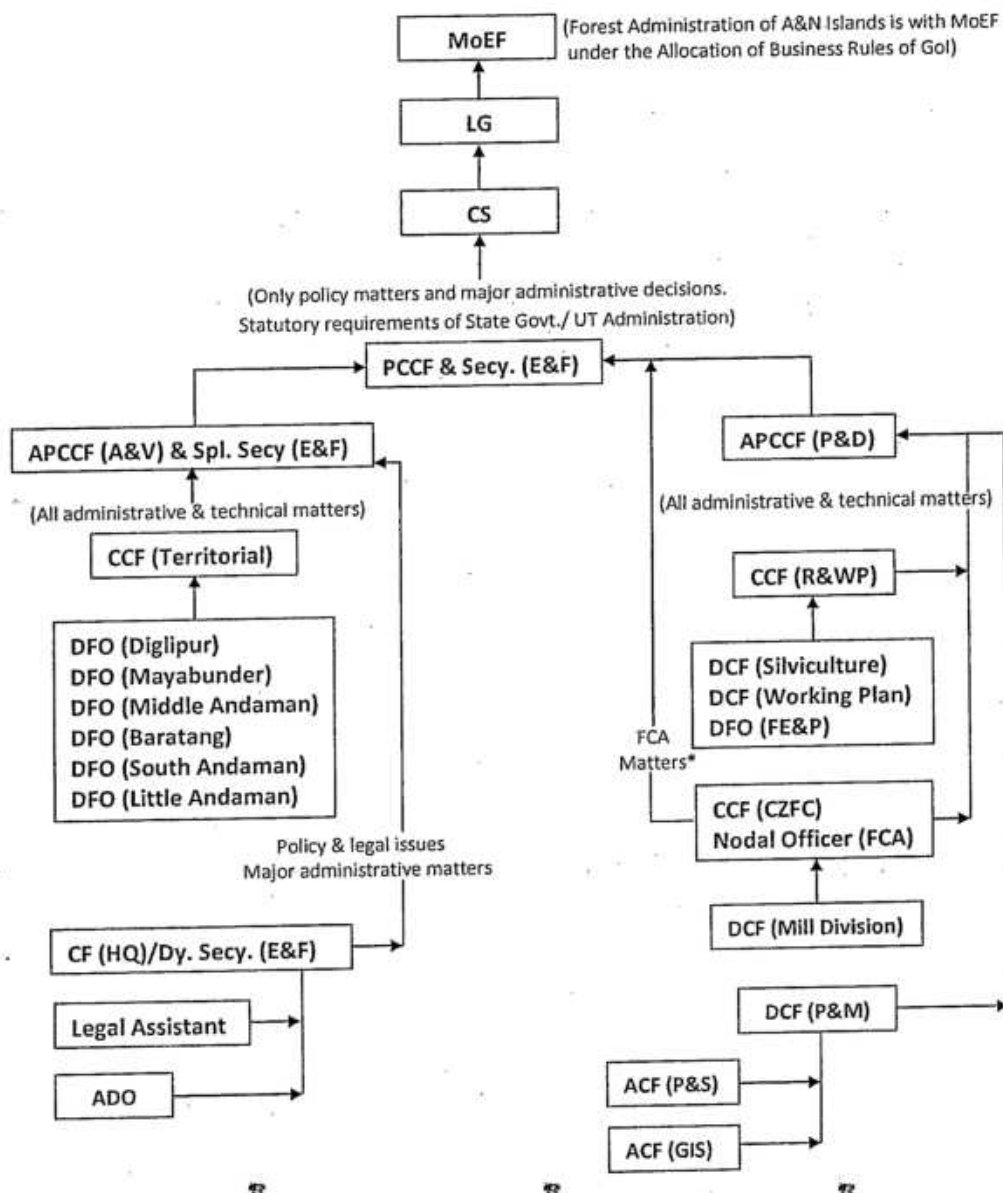 MoEF
(Forest Administration of A&N Islands is with MoEF
under the Allocation of Business Rules of GoI)
LG
CS
(Only policy matters and major administrative decisions.
Statutory requirements of State Govt./ UT Administration)
PCCF & Secy. (E&F)
APCCF (A&V) & Spl. Secy (E&F)
(All administrative & technical matters)
CCF (Territorial)
DFO (Diglipur)
DFO (Mayabunder)
DFO (Middle Andaman)
DFO (Baratang)
DFO (South Andaman)
DFO (Little Andaman)
Policy & legal issues
Major administrative matters
CF (HQ)/Dy. Secy. (E&F)
Legal Assistant
ADO
APCCF (P&D)
(All administrative & technical matters)
CCF (R&WP)
DCF (Silviculture)
DCF (Working Plan)
DFO (FE&P)
FCA
Matters*
CCF (CZFC)
Nodal Officer (FCA)
DCF (Mill Division)
DCF (P&M)
ACF (P&S)
ACF (GIS)